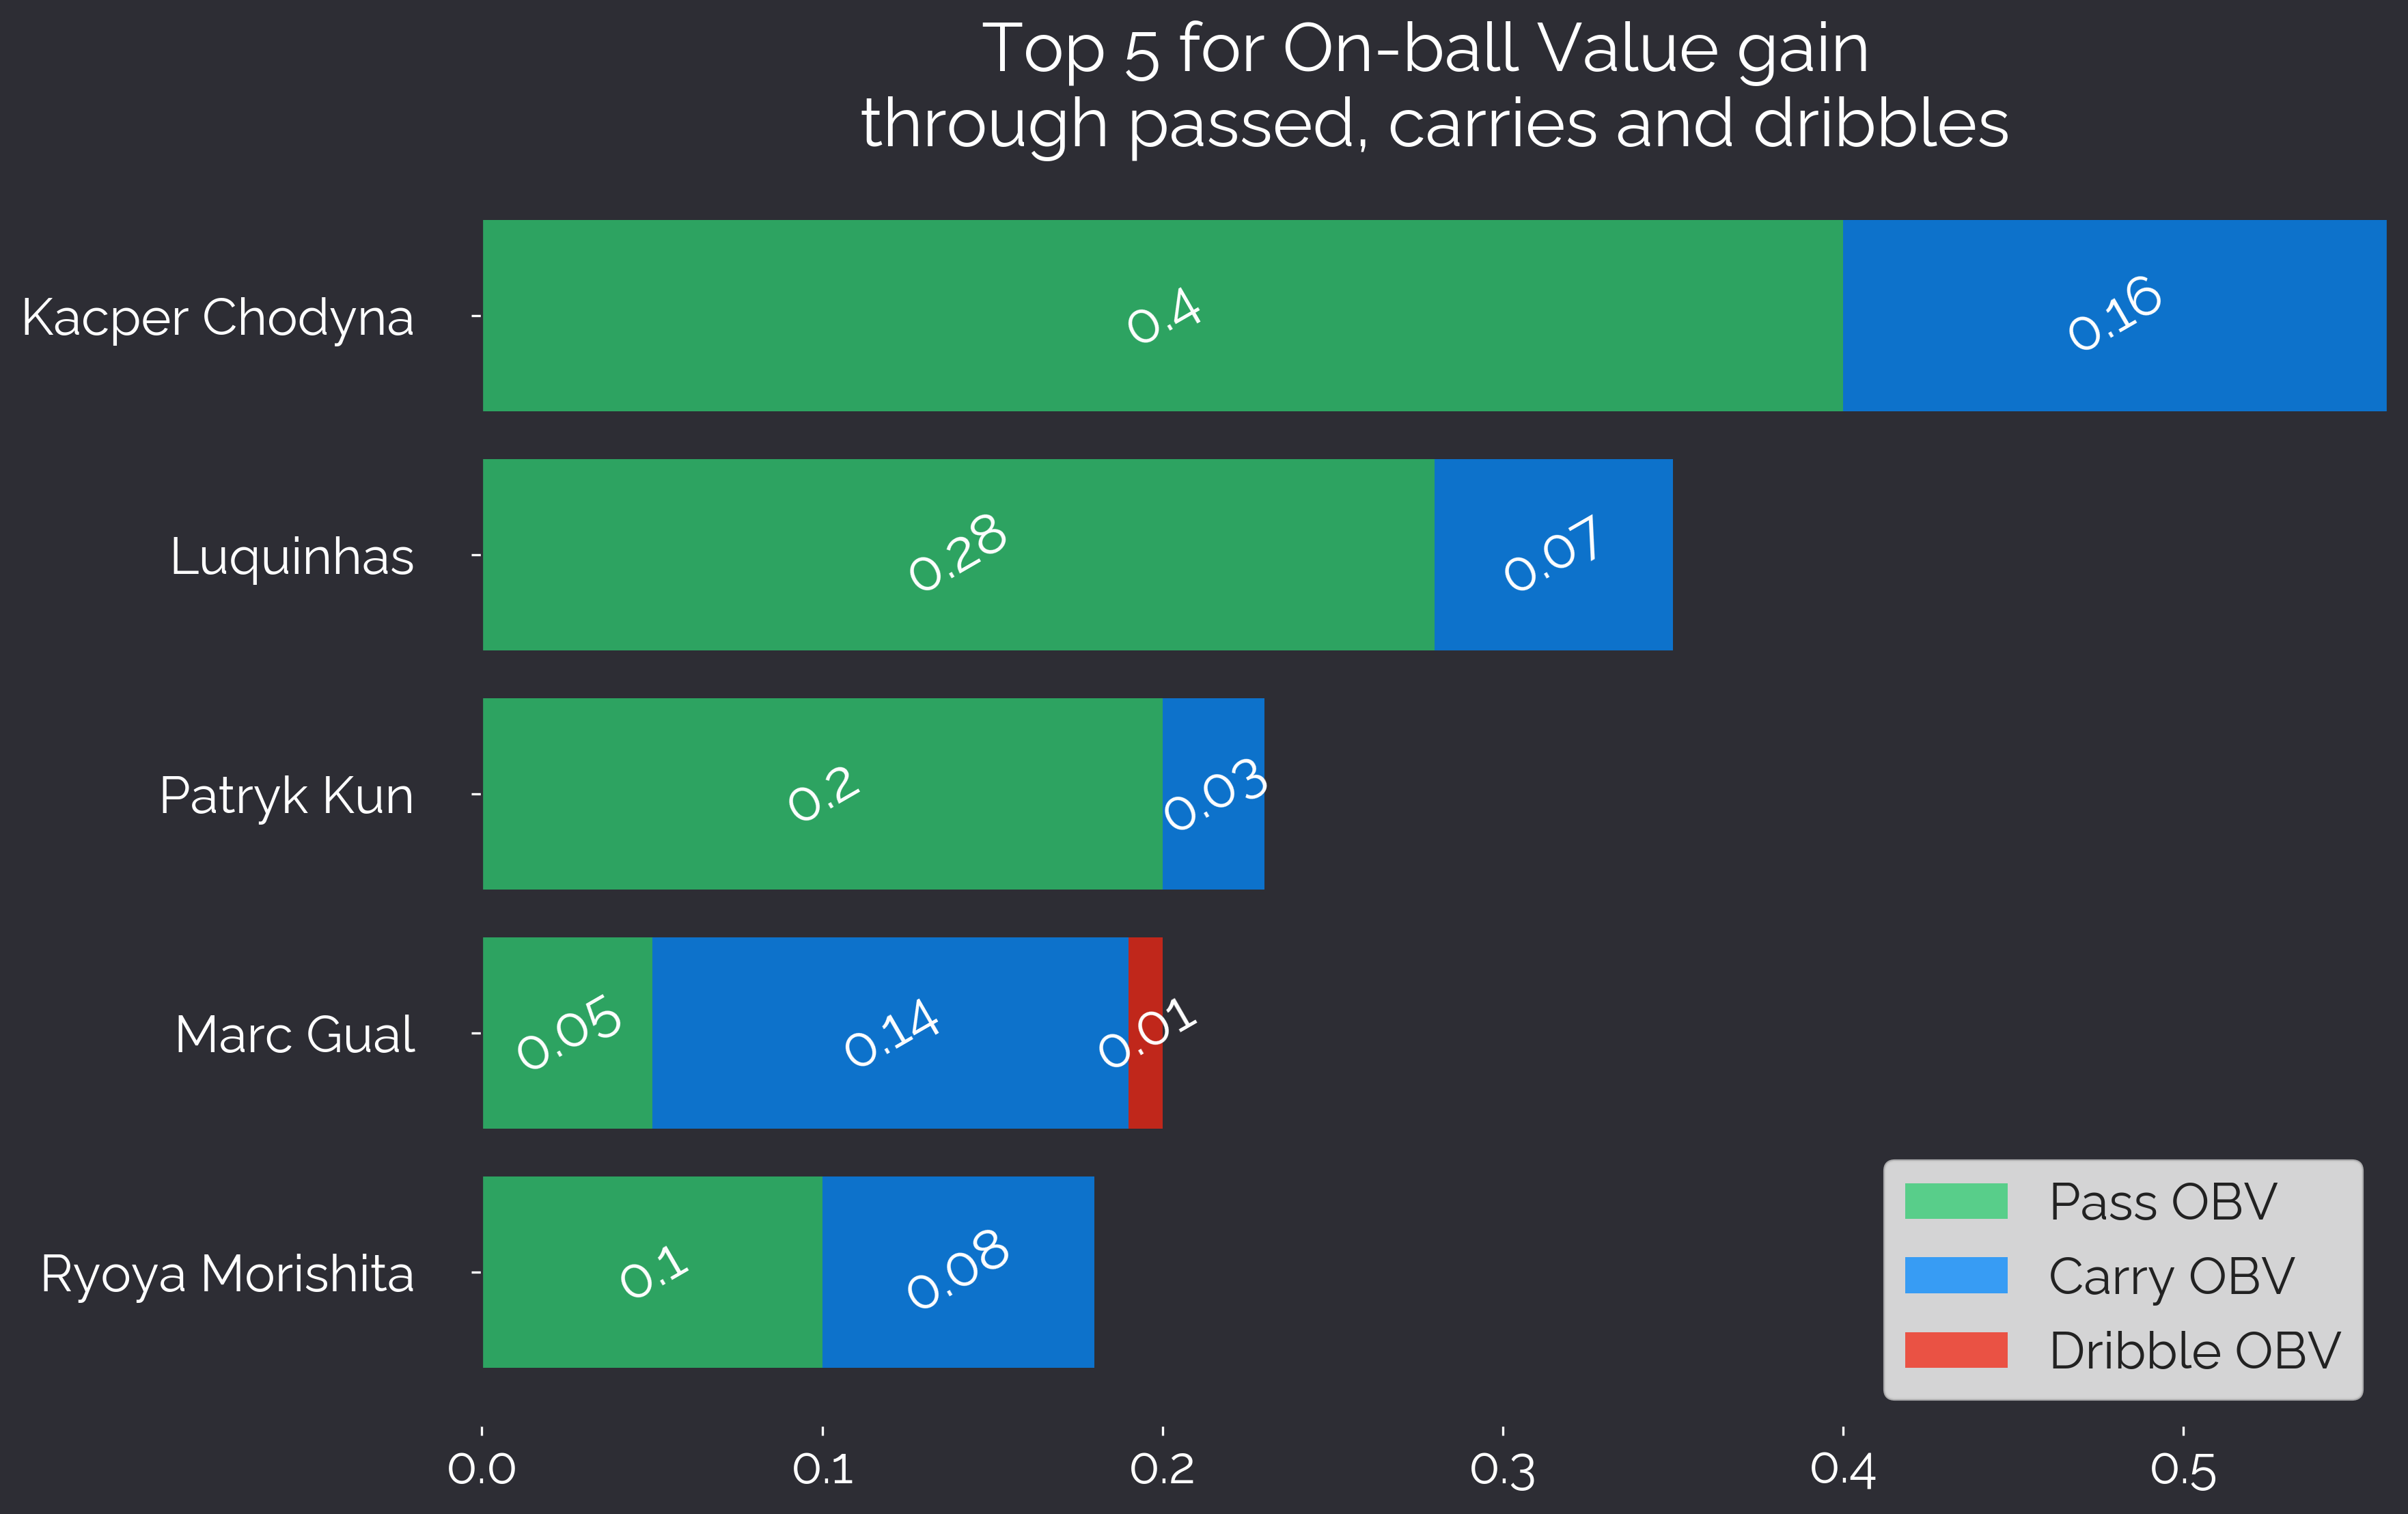 Top 5 for On-ball Value gain
through passed, carries and dribbles
Kacper Chodyna
0.4
0.16
Luquinhas
0.28
0.07
Patryk Kun
0.2
0.03
Marc Gual
0.05
0.14
0.01
Ryoya Morishita
0.1
0.08
Pass OBV
Carry OBV
Dribble OBV
0.0 0.1 0.2 0.3 0.4 0.5